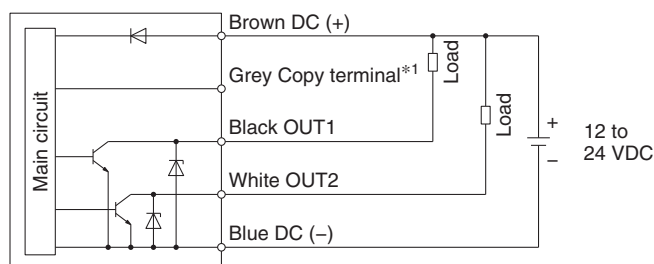 Brown DC (+)
Grey Copy terminal*1
Black OUT1
White OUT2
Blue DC (−)
Main circuit
Load
Load
+
−
12 to
24 VDC